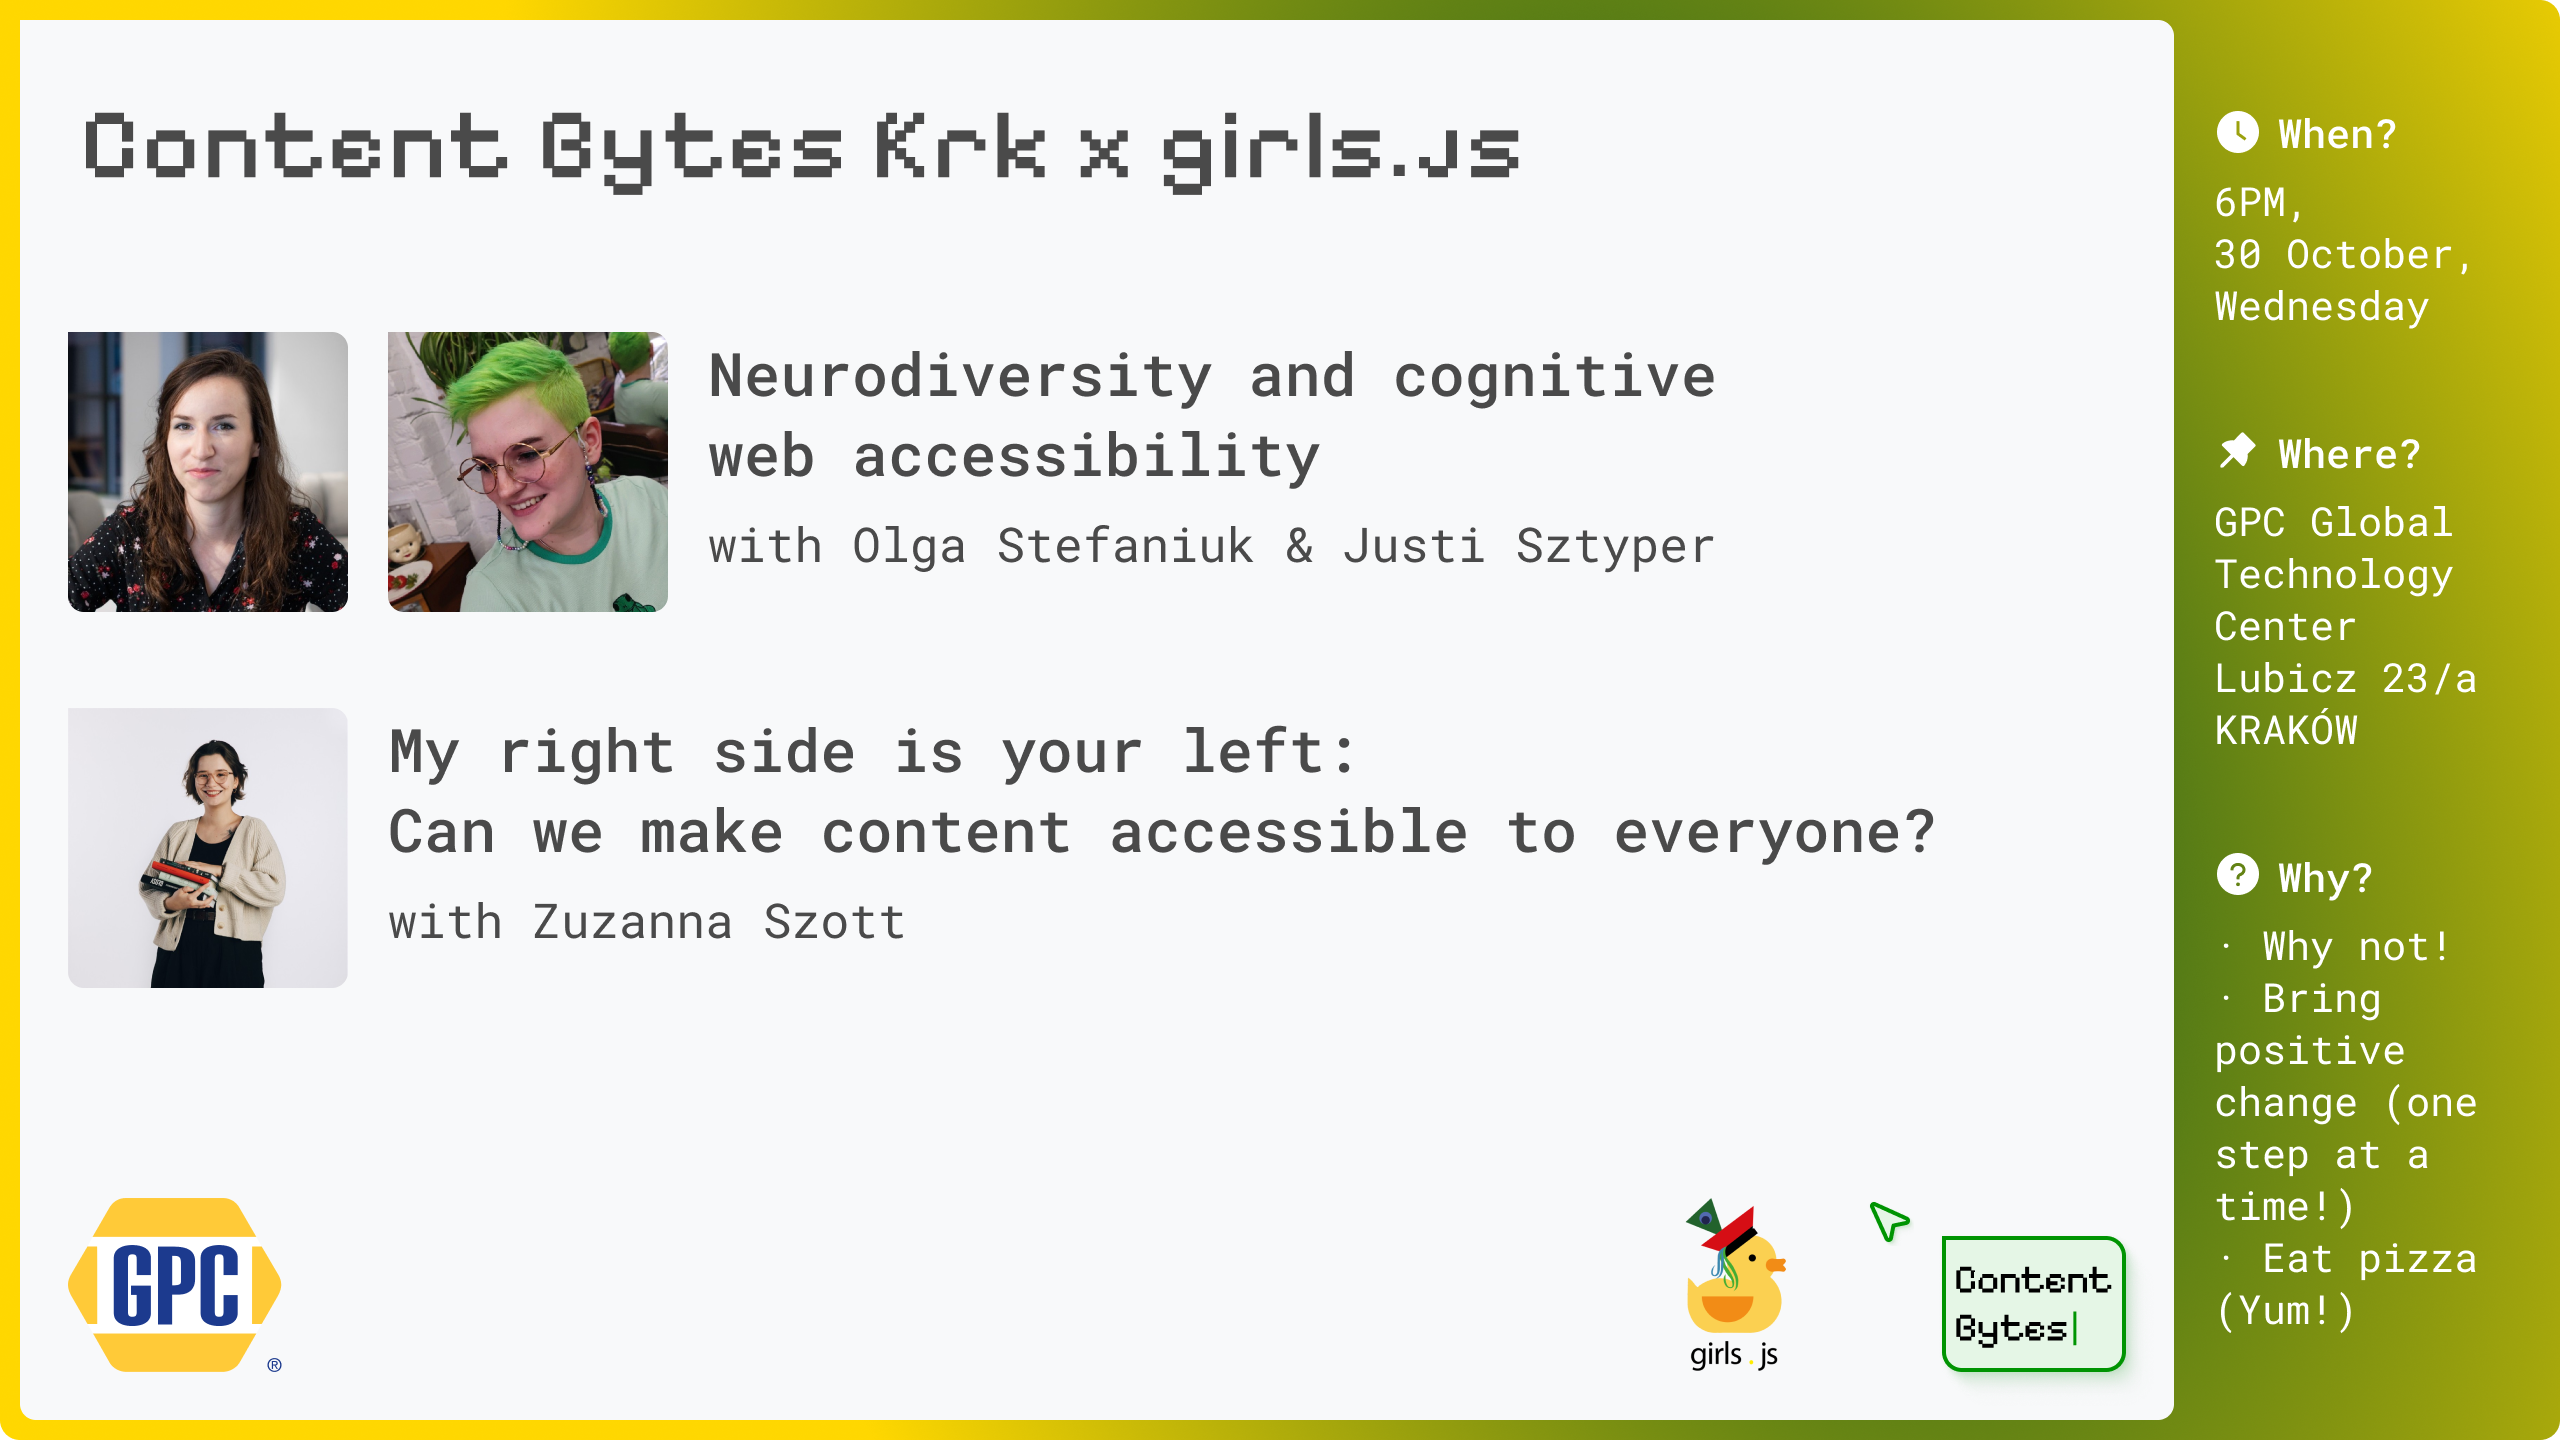 Content Bytes Krk x girls.js
Neurodiversity and cognitive
web accessibility
with Olga Stefaniuk & Justi Sztyper
My right side is your left:
Can we make content accessible to everyone?
with Zuzanna Szott
GPC
®
girls.js
Content
Bytes|
When?
6PM,
30 October,
Wednesday
Where?
GPC Global
Technology
Center
Lubicz 23/a
KRAKÓW
? Why?
· Why not!
· Bring
positive
change (one
step at a
time!)
· Eat pizza
(Yum!)